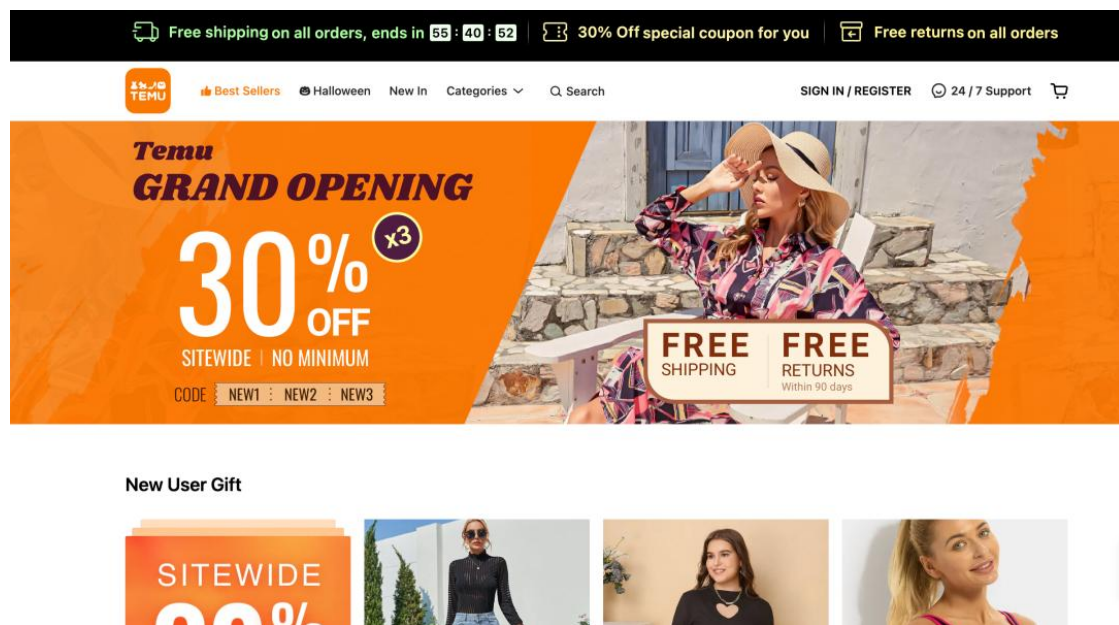 Free shipping on all orders, ends in 55 : 40 : 52
30% Off special coupon for you
Free returns on all orders
TEMU
Best Sellers
Halloween
New In
Categories
Search
SIGN IN / REGISTER
24 / 7 Support
Temu
GRAND OPENING
30% OFF
x3
SITEWIDE | NO MINIMUM
CODE NEW1 NEW2 NEW3
FREE SHIPPING
FREE RETURNS
Within 90 days
New User Gift
SITEWIDE